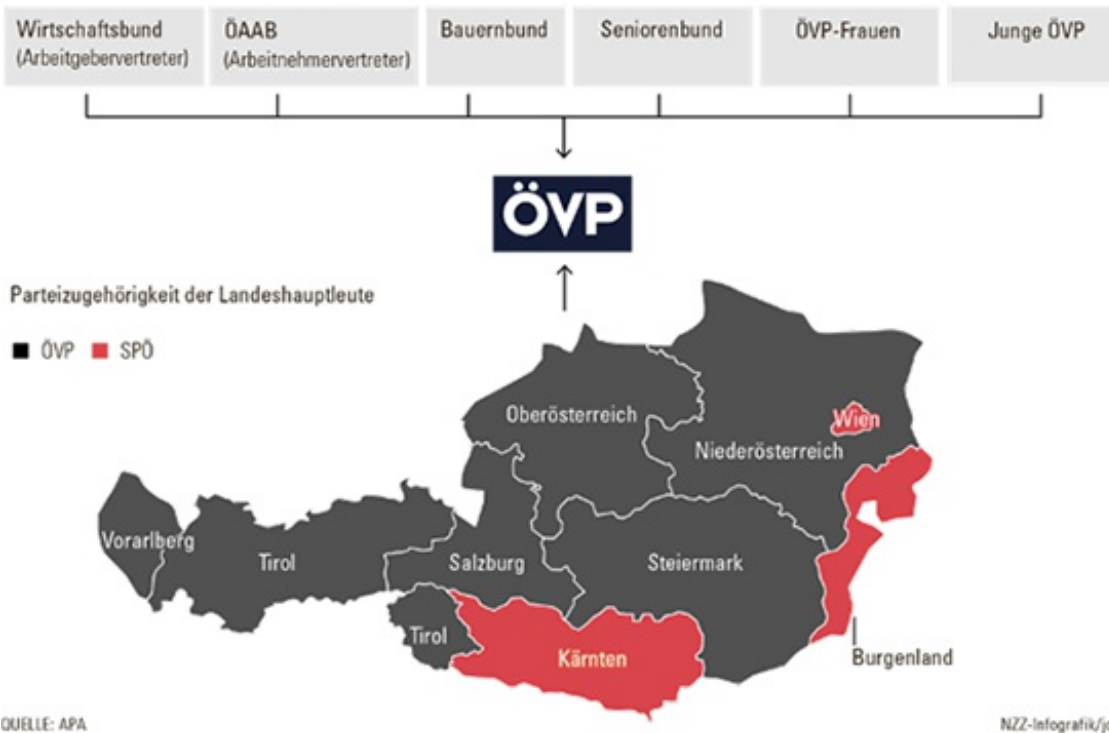 Wirtschaftsbund
(Arbeitgebervertreter)
ÖAAB
(Arbeitnehmervertreter)
Bauernbund
Seniorenbund
ÖVP-Frauen
Junge ÖVP
ÖVP
Parteizugehörigkeit der Landeshauptleute
ÖVP SPÖ
Oberösterreich
Wien
Niederösterreich
Vorarlberg
Tirol
Salzburg
Steiermark
Tirol
Kärnten
Burgenland
QUELLE: APA
NZZ-Infografik/